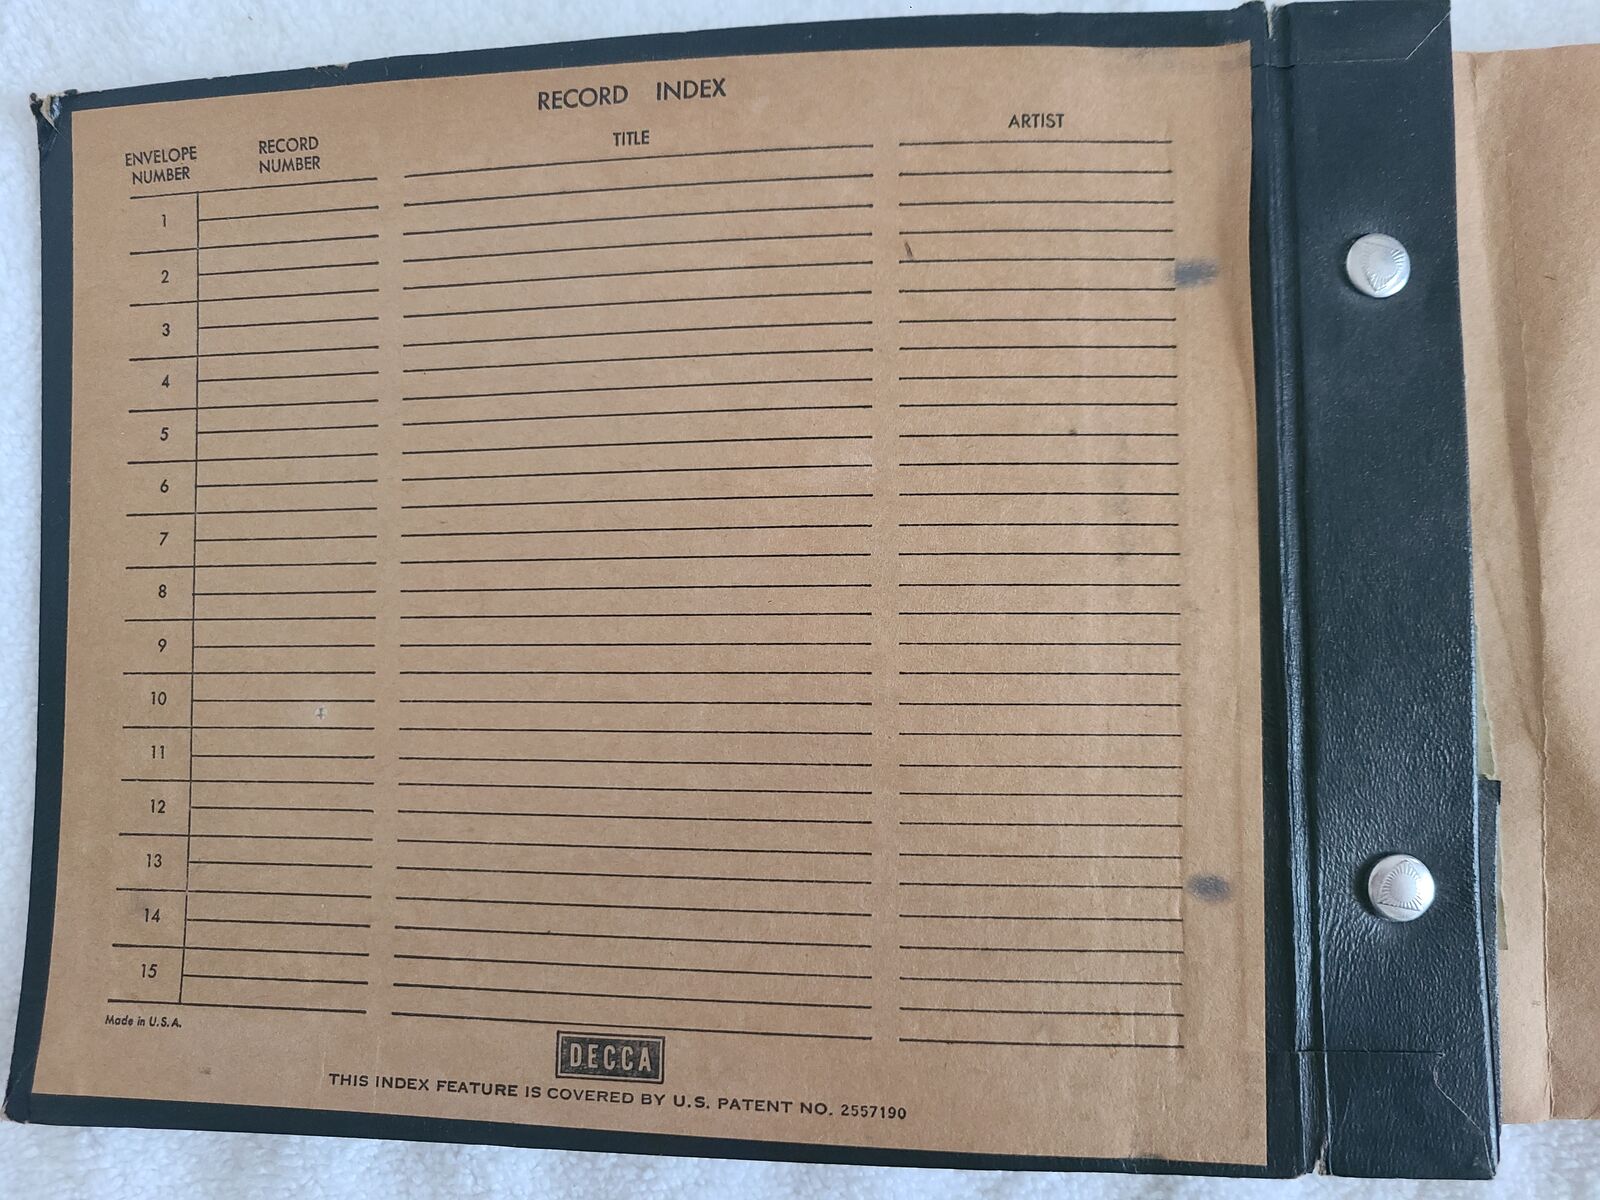 RECORD INDEX
ENVELOPE NUMBER
RECORD NUMBER
TITLE
ARTIST
1
2
3
4
5
6
7
8
9
10
11
12
13
14
15
Made in U.S.A.
DECCA
THIS INDEX FEATURE IS COVERED BY U.S. PATENT NO. 2557190